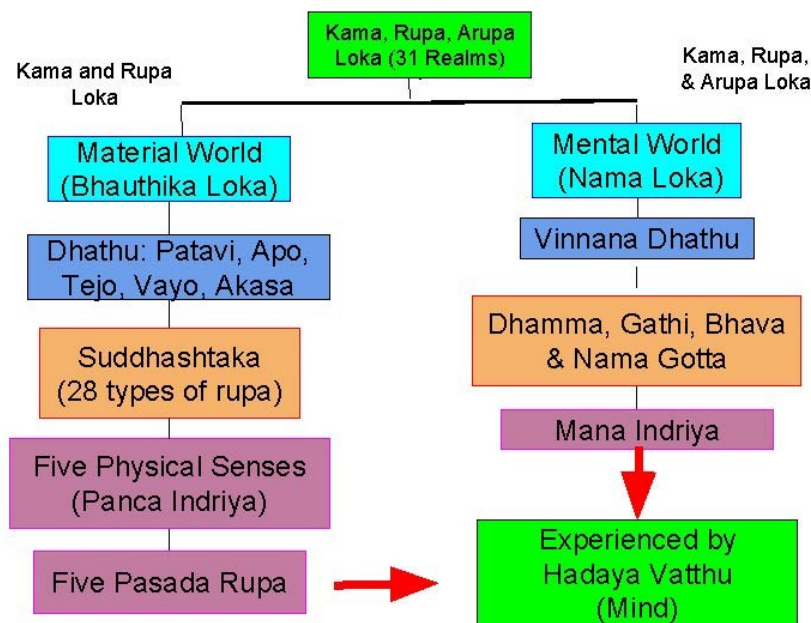 Kama, Rupa, Arupa
Loka (31 Realms)
Kama and Rupa
Loka
Kama, Rupa,
& Arupa Loka
Material World
(Bhauthika Loka)
Dhathu: Patavi, Apo,
Tejo, Vayo, Akasa
Suddhashtaka
(28 types of rupa)
Five Physical Senses
(Panca Indriya)
Five Pasada Rupa
Mental World
(Nama Loka)
Vinnana Dhathu
Dhamma, Gathi, Bhava
& Nama Gotta
Mana Indriya
Experienced by
Hadaya Vatthu
(Mind)